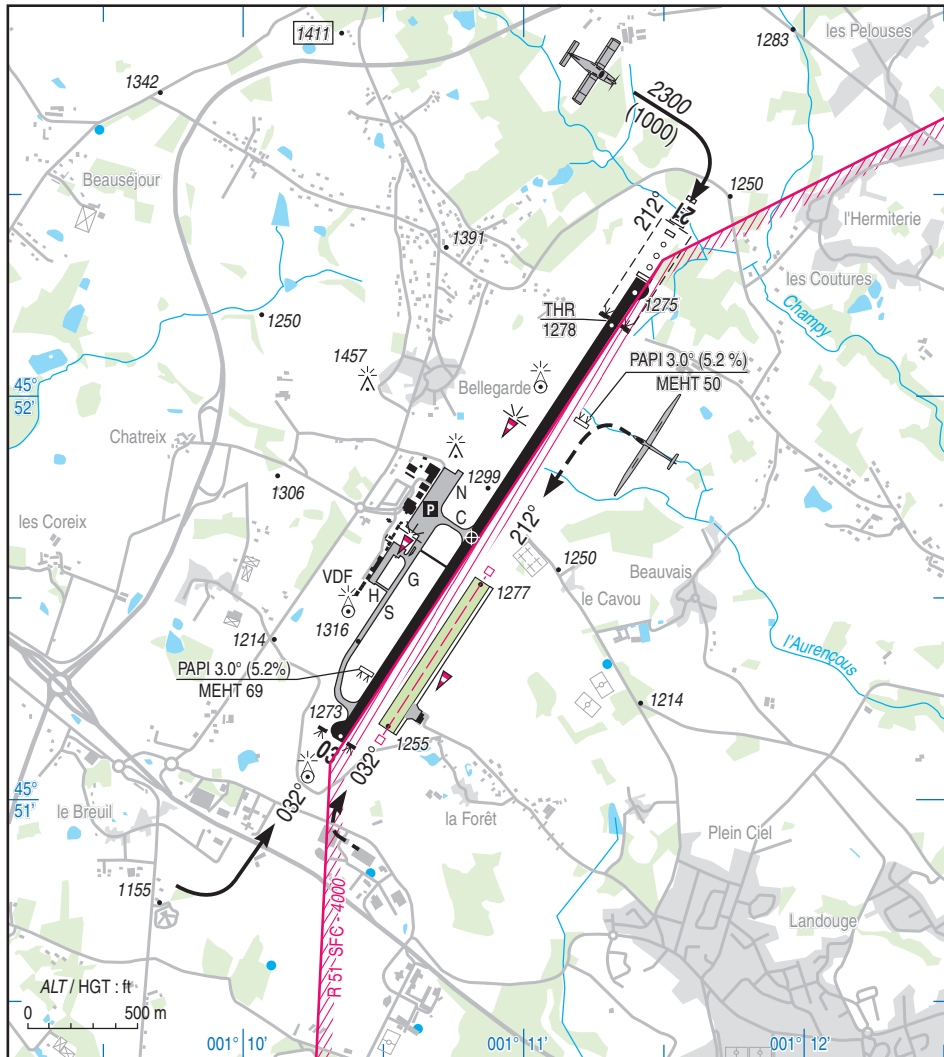 1411
les Pelouses
1283
1342
2300
(1000)
Beauséjour
1250
212°
21
l'Hermiterie
1391
les Coutures
1250
THR
1278
1275
Champy
1457
PAPI 3.0° (5.2 %)
MEHT 50
Bellegarde
45°
52'
Chatreix
1299
1306
N
P
C
les Coreix
212°
1250
Beauvais
G
VDF
H
S
1277
le Cavou
1316
1214
l'Aurençous
PAPI 3.0° (5.2%)
MEHT 69
1214
1273
1255
03
032°
45°
51'
032°
le Breuil
la Forêt
Plein Ciel
1155
Landouge
R 51 SFC - 4000
ALT / HGT : ft
0 500 m
001° 10'
001° 11'
001° 12'